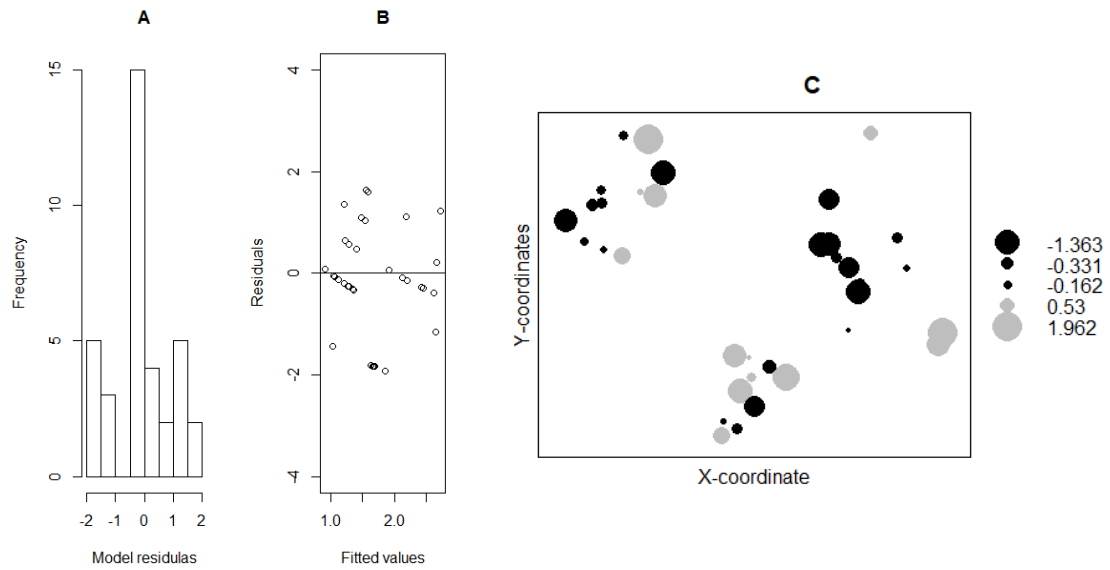 A
Frequency
0
5
10
15
-2
-1
0
1
2
Model residulas
B
Residuals
-4
-2
0
2
4
1.0
2.0
Fitted values
C
Y-coordinates
X-coordinate
-1.363
-0.331
-0.162
0.53
1.962